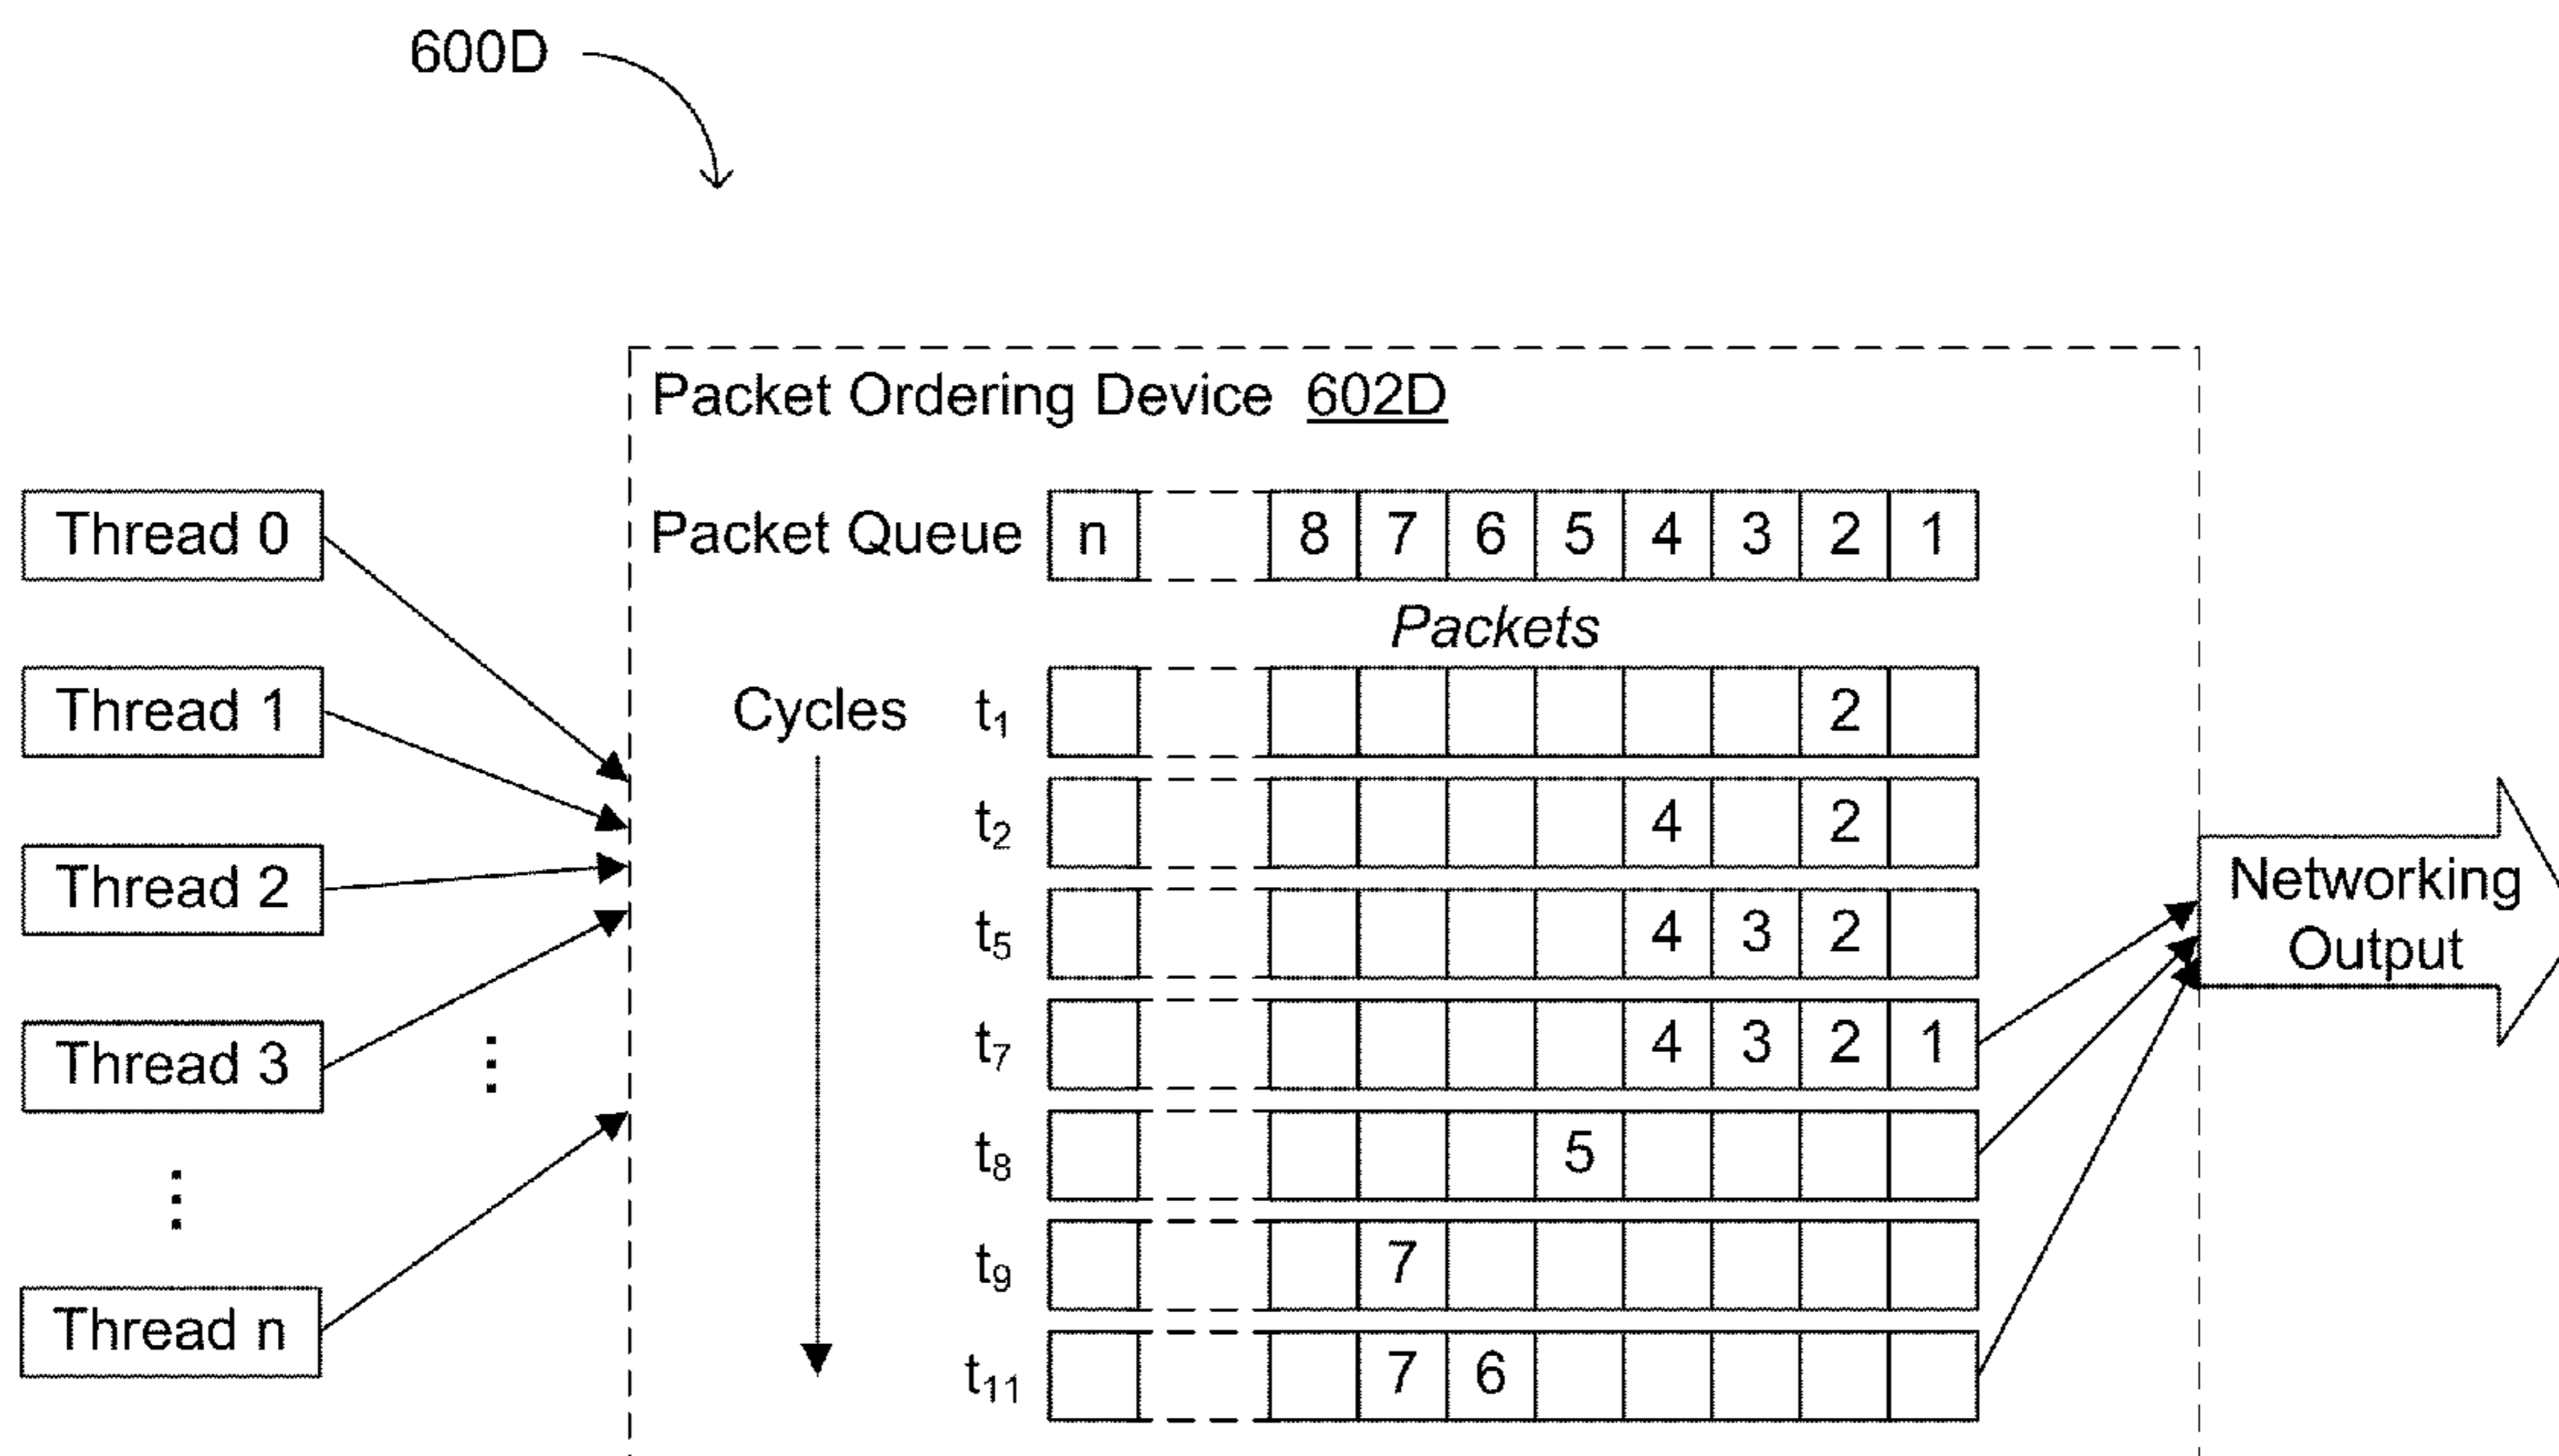 600D
Packet Ordering Device 602D
Packet Queue n 8 7 6 5 4 3 2 1
Packets
Thread 0
Thread 1
Thread 2
Thread 3
Thread n
Cycles
t1 2
t2 4 2
t5 4 3 2
t7 4 3 2 1
t8 5
t9 7
t11 7 6
Networking
Output